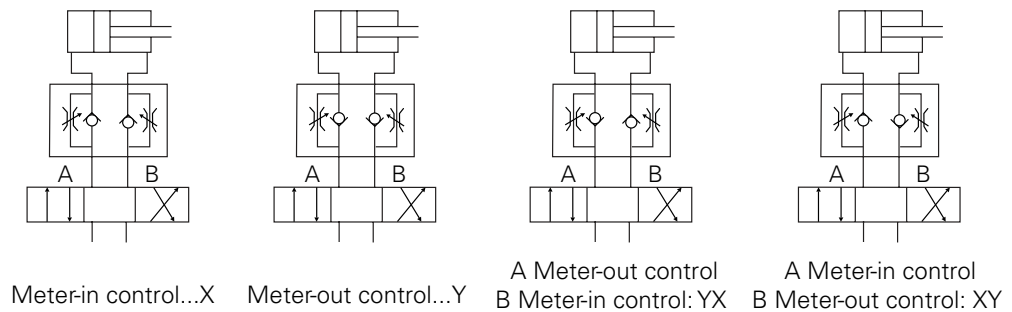 A B
A B
A B
A B
Meter-in control...X
Meter-out control...Y
A Meter-out control
B Meter-in control: YX
A Meter-in control
B Meter-out control: XY